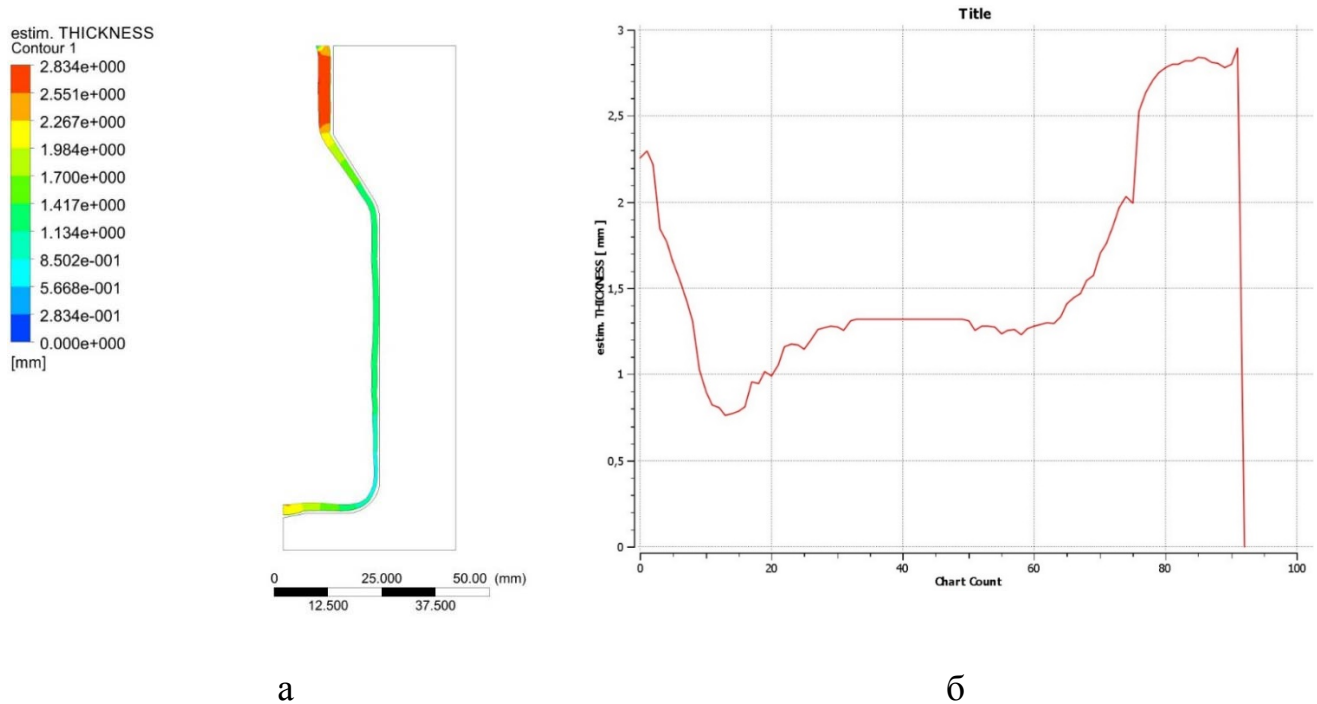 estim. THICKNESS
Contour 1
2.834e+000
2.551e+000
2.267e+000
1.984e+000
1.700e+000
1.417e+000
1.134e+000
8.502e-001
5.668e-001
2.834e-001
0.000e+000
[mm]
0 25.000 50.00 (mm)
12.500 37.500
Title
estim. THICKNESS [ mm ]
3
2,5
2
1,5
1
0,5
0
0 20 40 60 80 100
Chart Count
а б